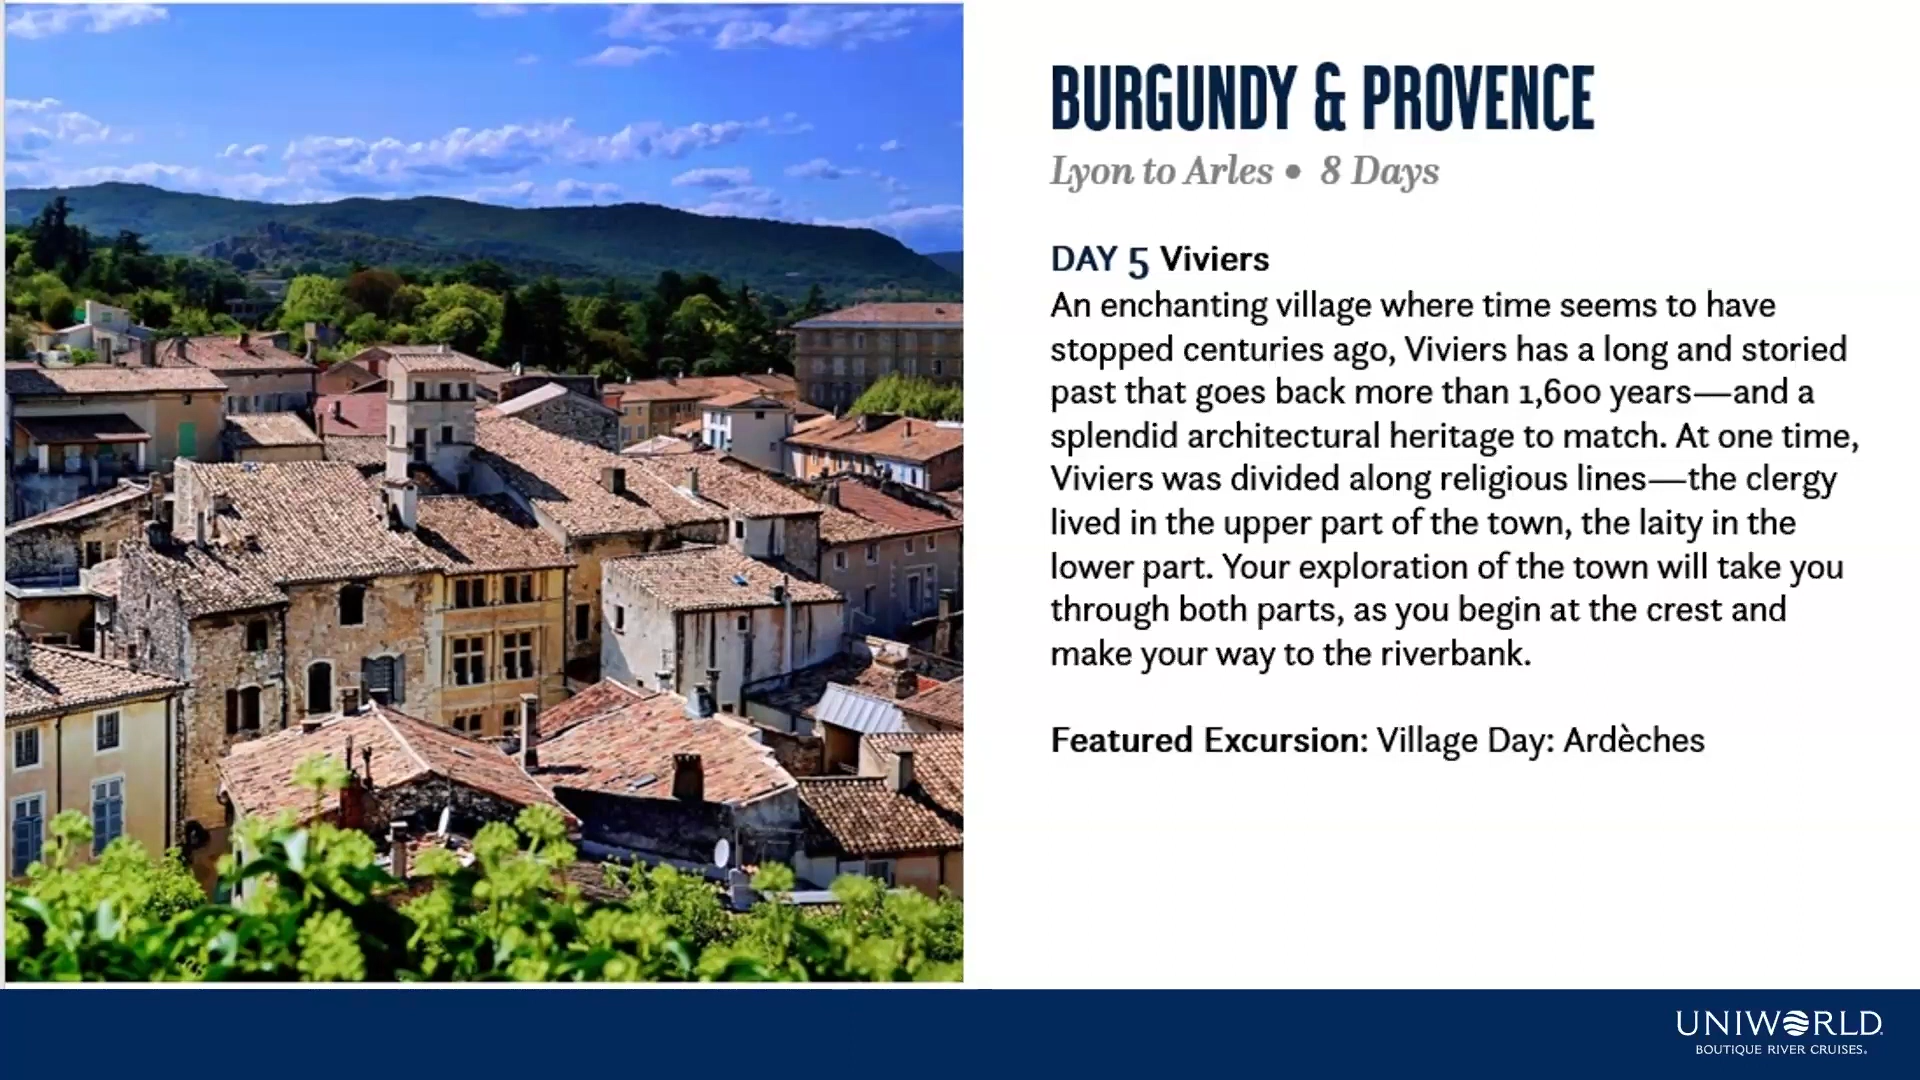 BURGUNDY & PROVENCE
Lyon to Arles • 8 Days
DAY 5 Viviers
An enchanting village where time seems to have
stopped centuries ago, Viviers has a long and storied
past that goes back more than 1,600 years—and a
splendid architectural heritage to match. At one time,
Viviers was divided along religious lines—the clergy
lived in the upper part of the town, the laity in the
lower part. Your exploration of the town will take you
through both parts, as you begin at the crest and
make your way to the riverbank.
Featured Excursion: Village Day: Ardèches
UNIWORLD
BOUTIQUE RIVER CRUISES.